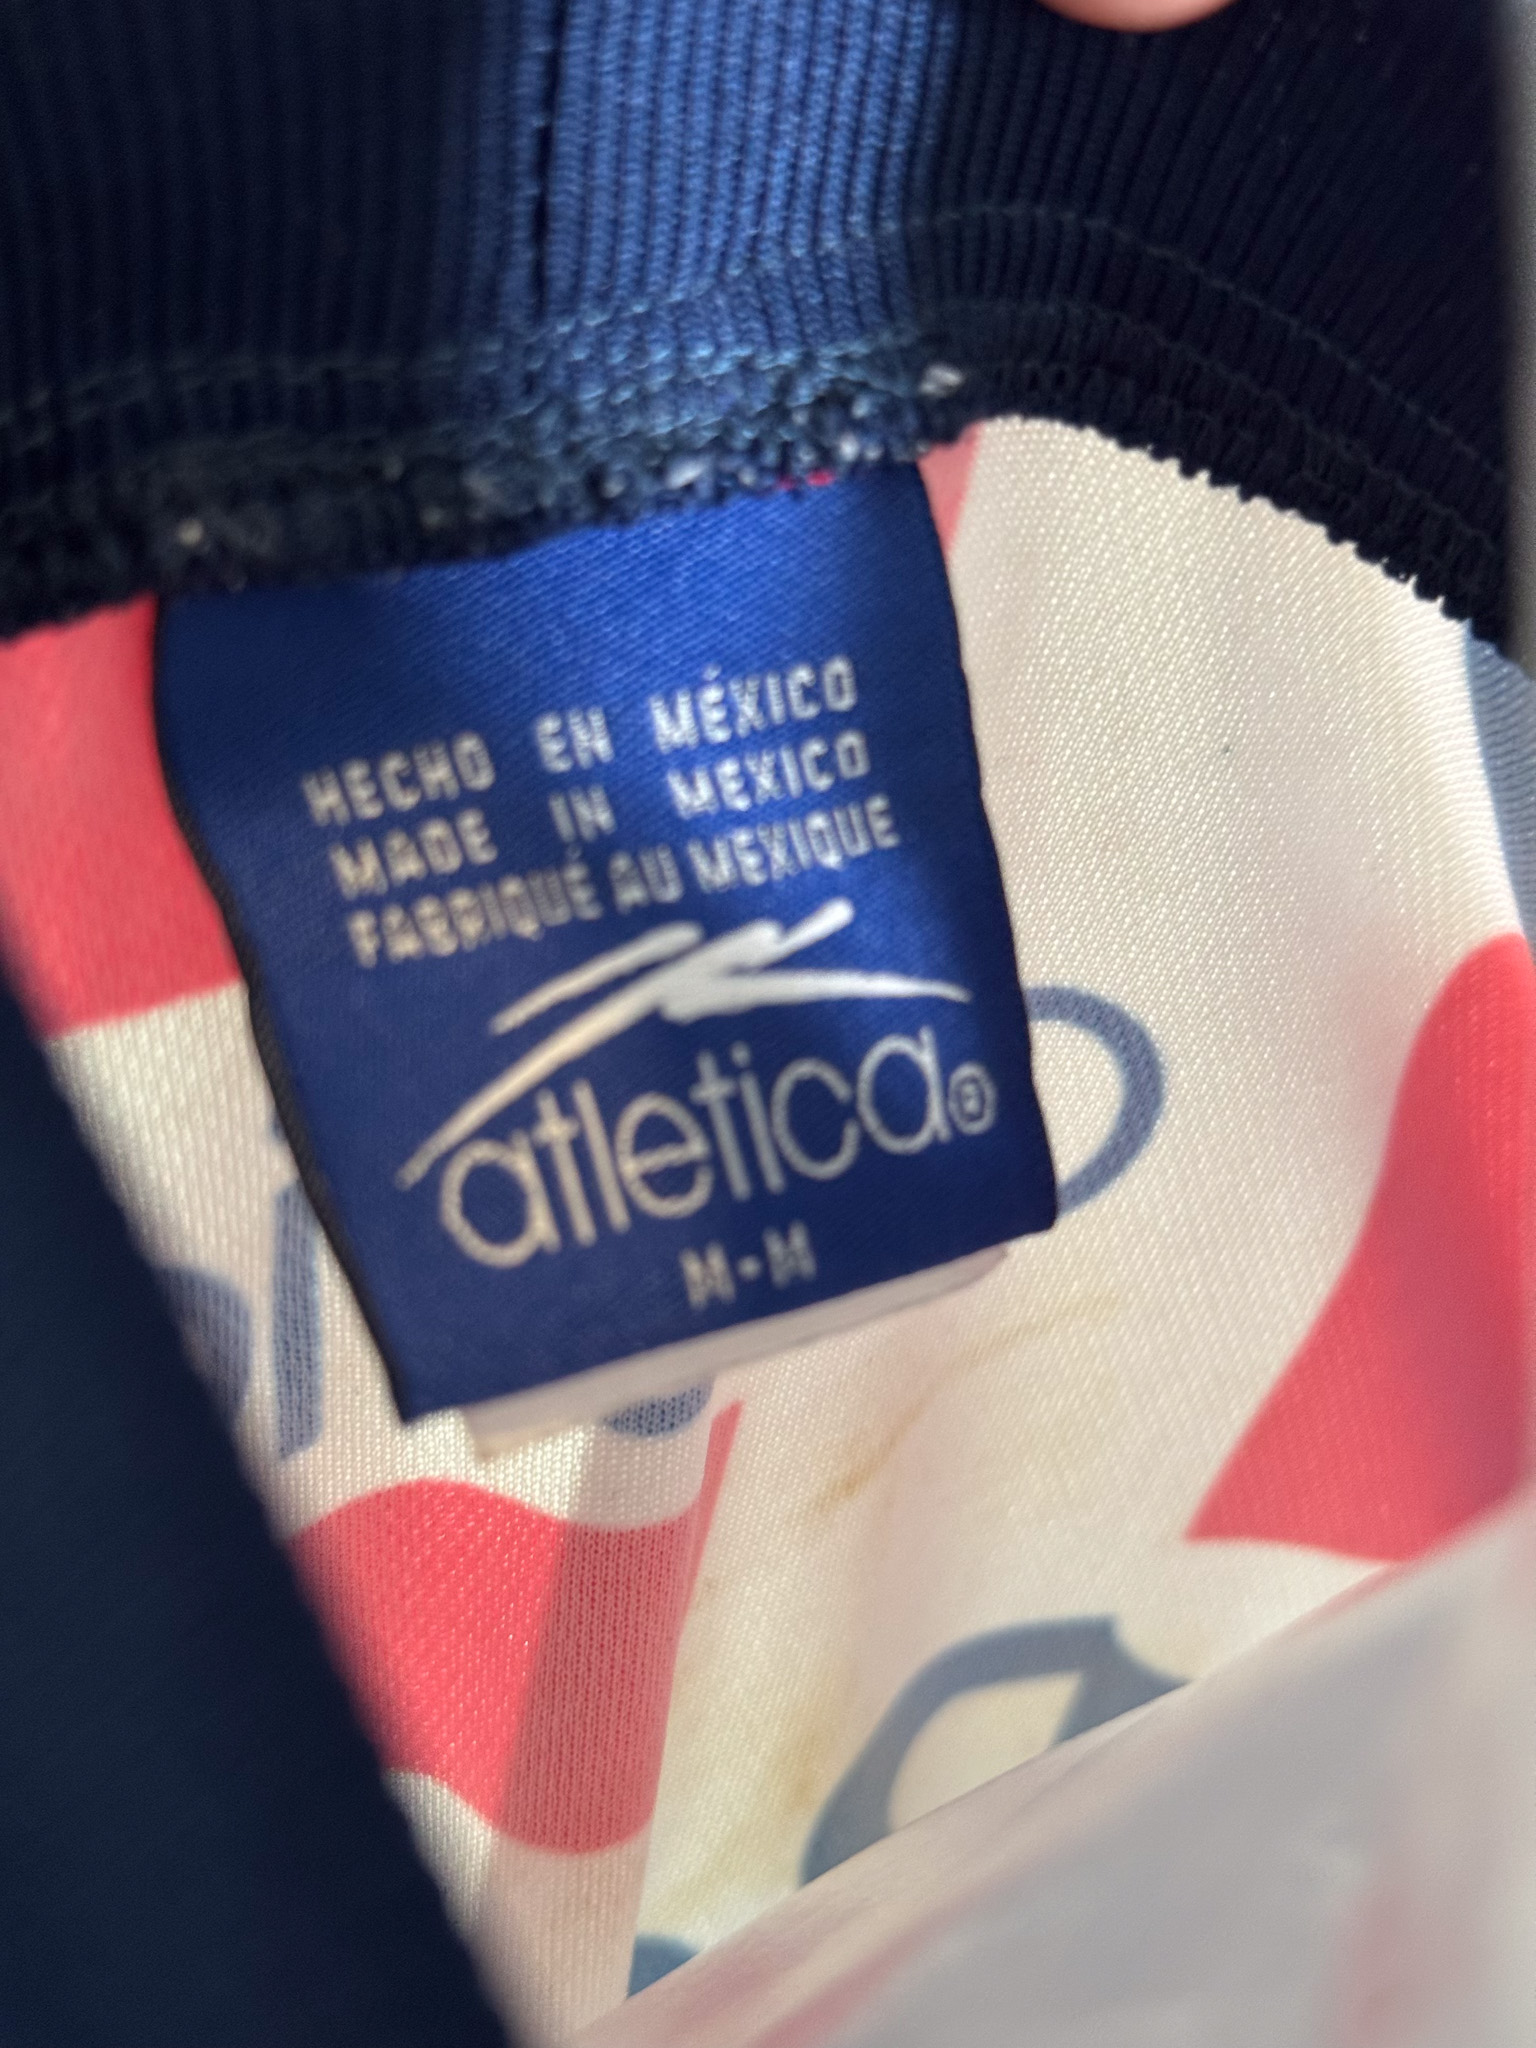 HECHO EN MÉXICO
MADE IN MEXICO
FABRIQUÉ AU MEXIQUE
atletica®
M-M